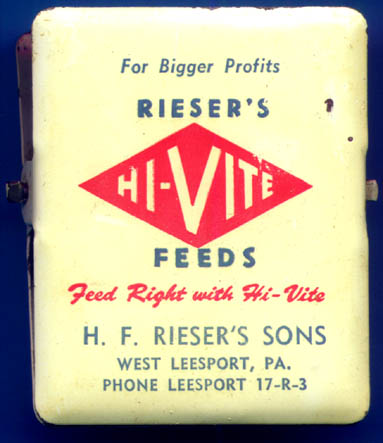 For Bigger Profits
RIESER'S
HI-VITE
FEEDS
Feed Right with Hi-Vite
H. F. RIESER'S SONS
WEST LEESPORT, PA.
PHONE LEESPORT 17-R-3